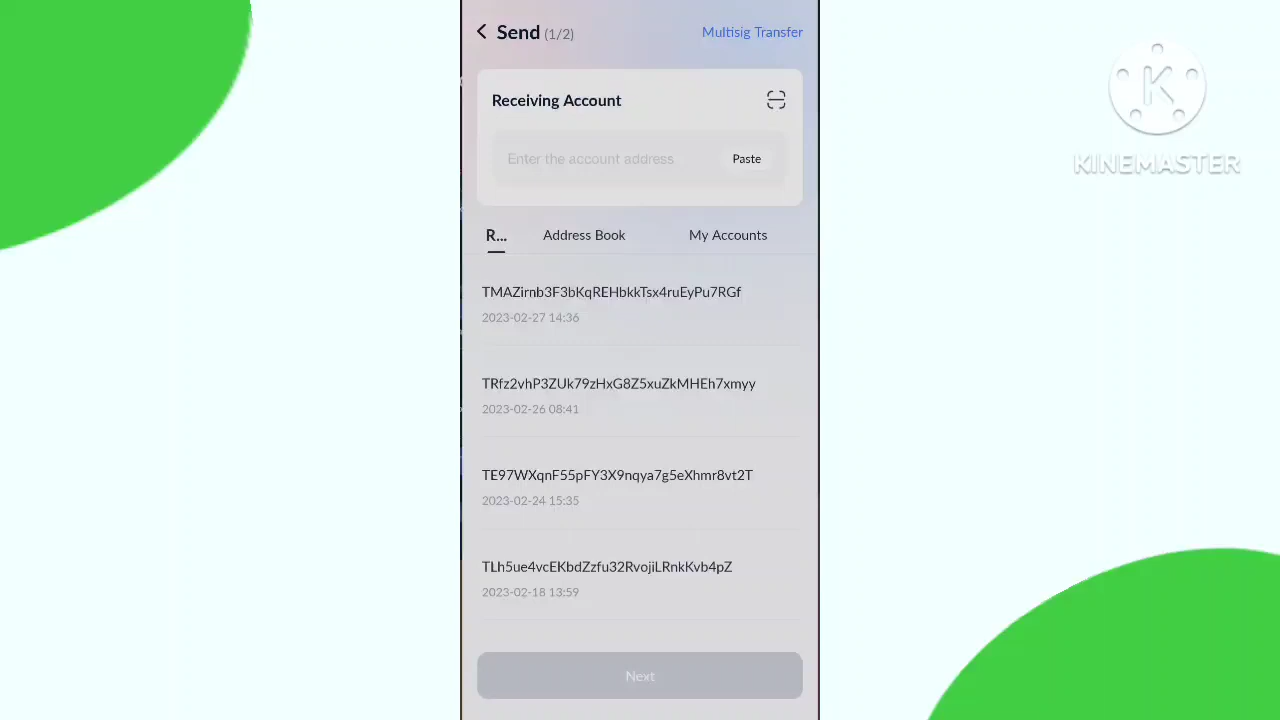 Send (1/2)
Multisig Transfer
Receiving Account
Enter the account address
Paste
R...
Address Book
My Accounts
TMAZirnb3F3bKqREHbkkTsx4ruEyPu7RGf
2023-02-27 14:36
TRfz2vhP3ZUk79zHxG8Z5xuZkMHEh7xmyy
2023-02-26 08:41
TE97WXqnF55pFY3X9nqya7g5eXhmr8vt2T
2023-02-24 15:35
TLh5ue4vcEKbdZzfu32RvojiLRnkKvb4pZ
2023-02-18 13:59
Next
K
KINEMASTER